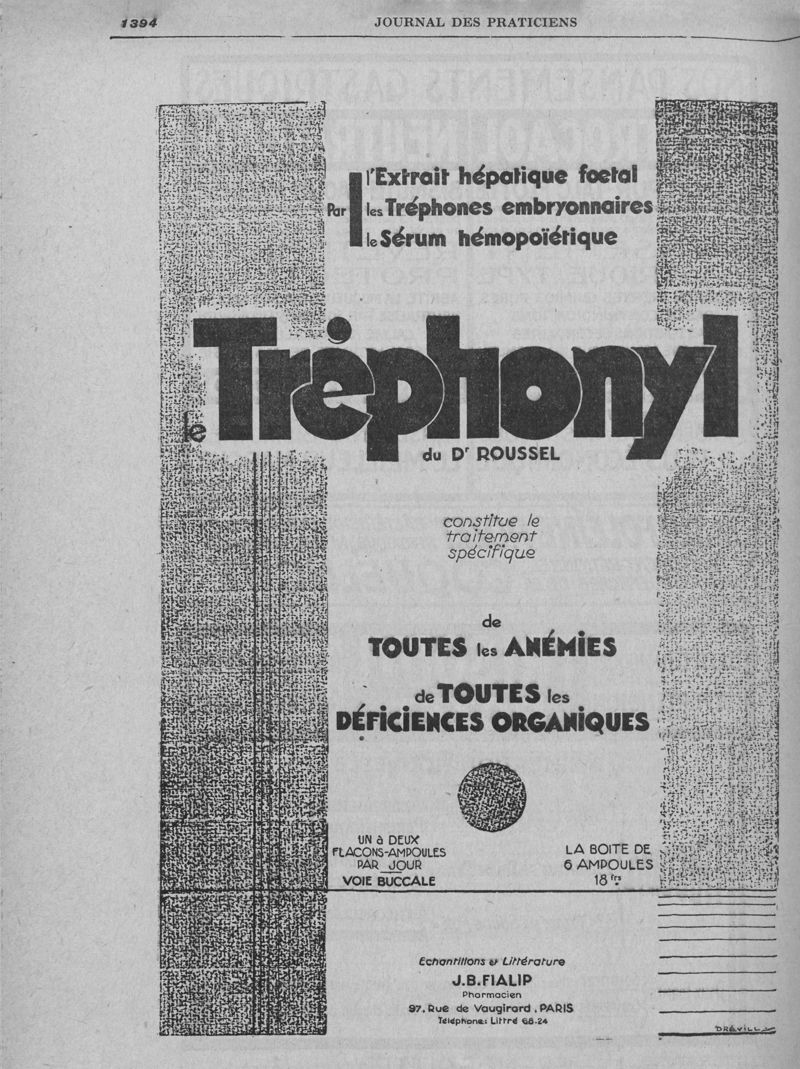 1394
JOURNAL DES PRATICIENS
Par
l'Extrait hépatique foetal
les Tréphones embryonnaires
le Sérum hémopoïétique
le Tréphonyl
du Dr ROUSSEL
constitue le
traitement
spécifique
de
TOUTES les ANÉMIES
de TOUTES les
DÉFICIENCES ORGANIQUES
UN à DEUX
FLACONS-AMPOULES
PAR JOUR
VOIE BUCCALE
LA BOITE DE
6 AMPOULES
18 frs
Echantillons et Littérature
J.B.FIALIP
Pharmacien
97, Rue de Vaugirard, PARIS
Téléphone: Littré 68-24